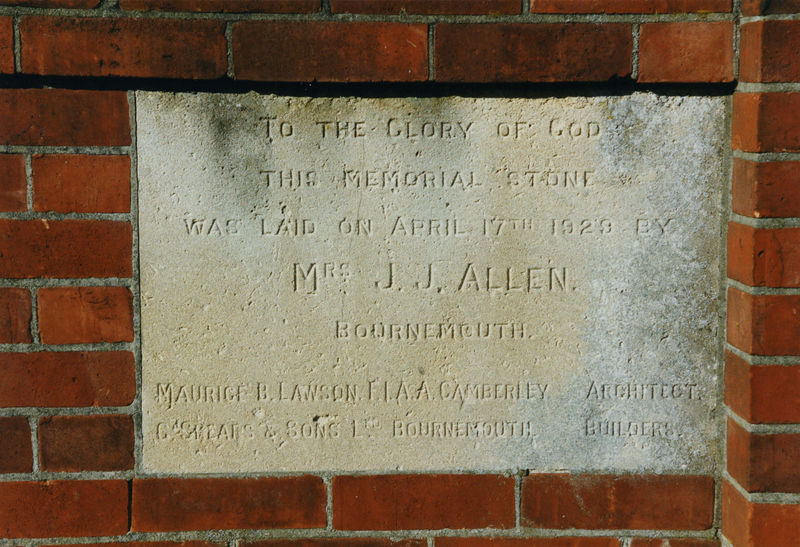 To the Glory of God
this Memorial Stone
was laid on April 17th 1929 by
Mrs J. J. Allen.
Bournemouth.
Maurice B. Lawson. F.I.A.A. Camberley Architect.
& Sons Ltd Bournemouth. Builders.